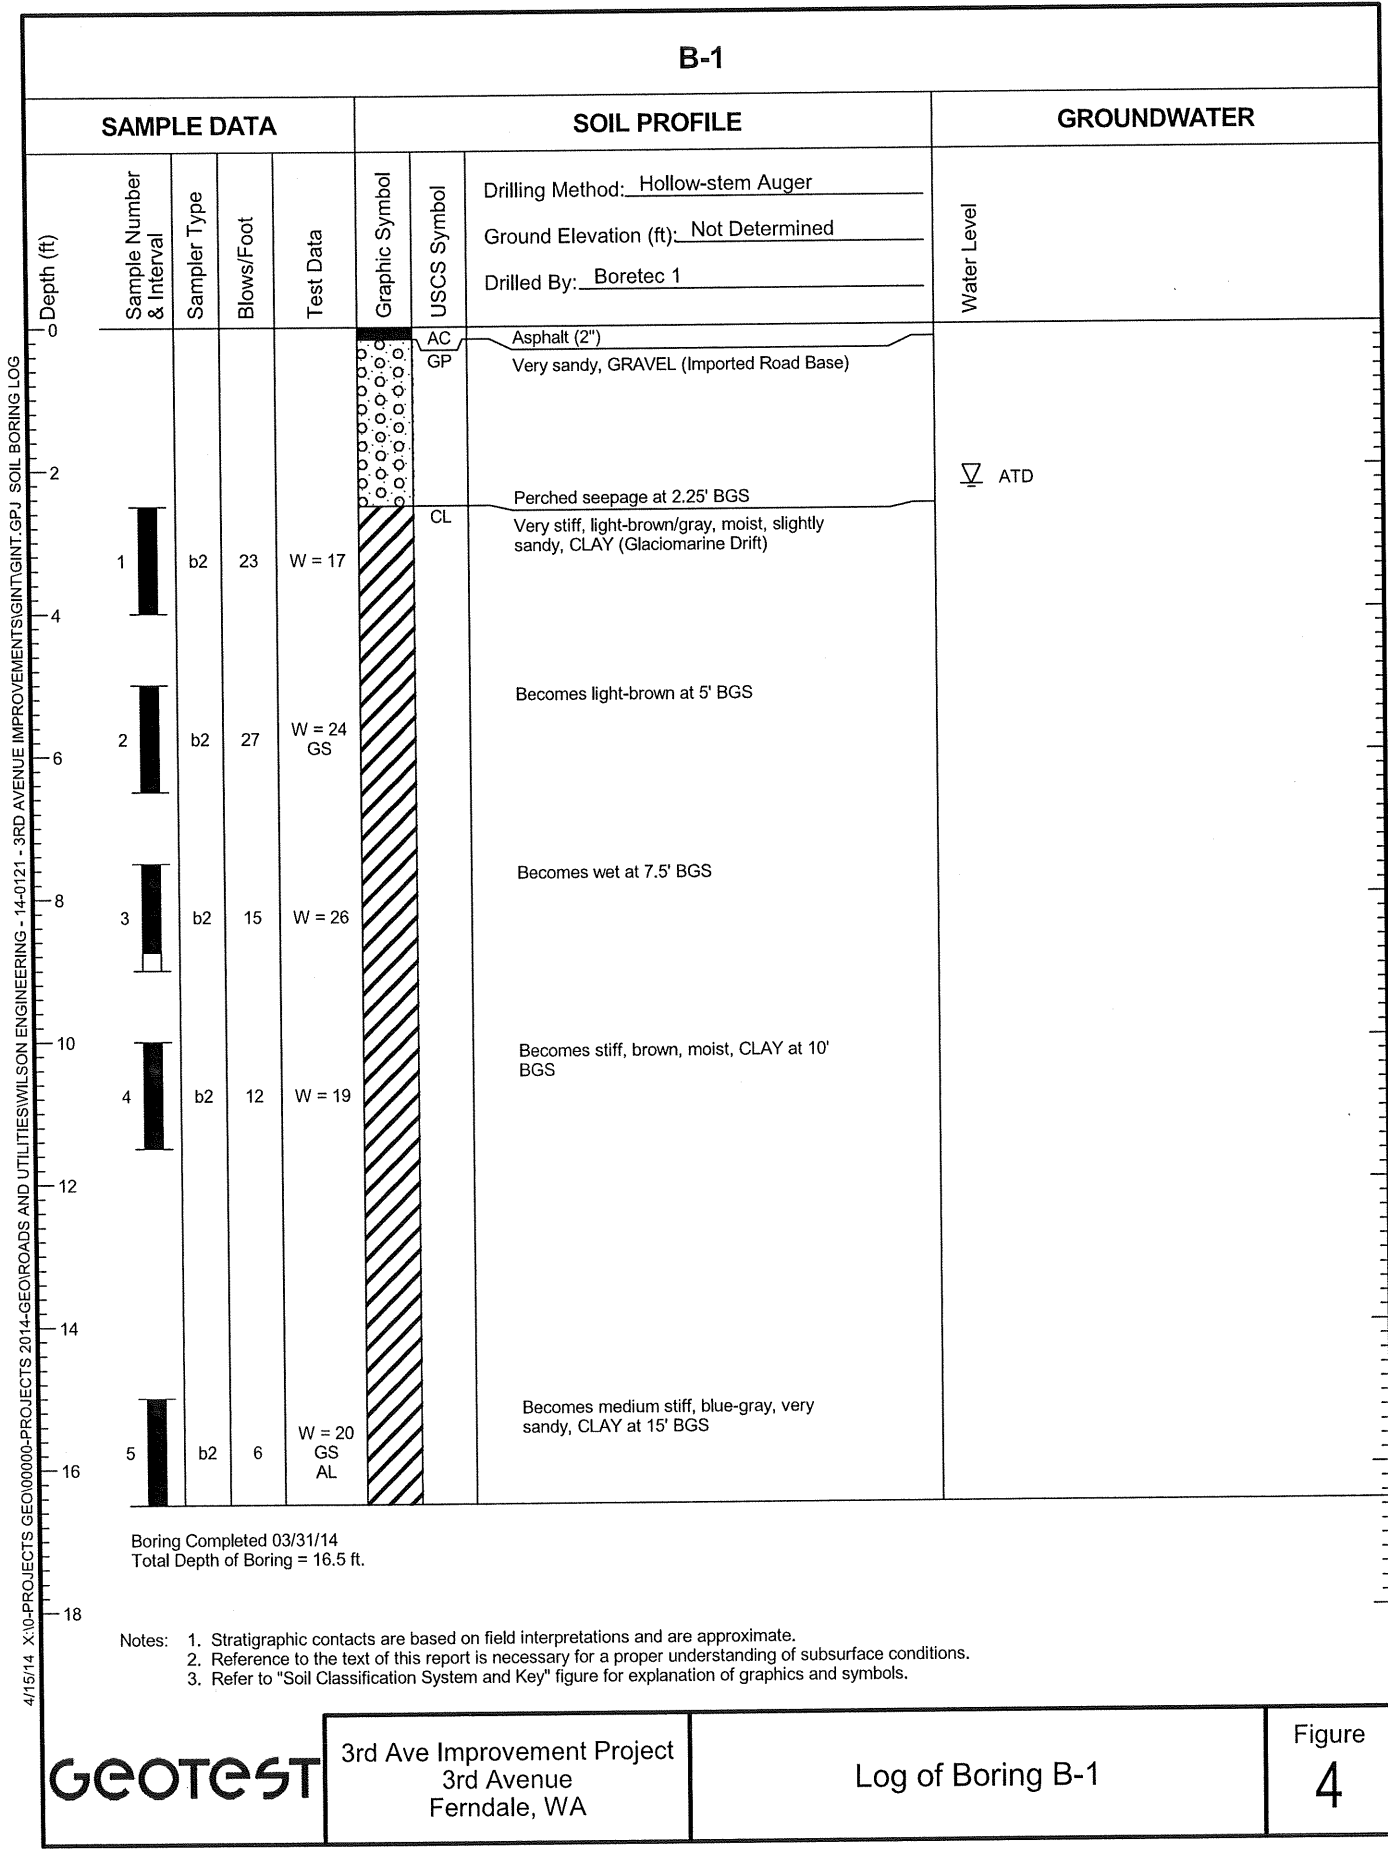 B-1
SAMPLE DATA
SOIL PROFILE
GROUNDWATER
Depth (ft)
Sample Number
& Interval
Sampler Type
Blows/Foot
Test Data
Graphic Symbol
USCS Symbol
Drilling Method: Hollow-stem Auger
Ground Elevation (ft): Not Determined
Drilled By: Boretec 1
Water Level
0
AC
Asphalt (2")
GP
Very sandy, GRAVEL (Imported Road Base)
2
ATD
Perched seepage at 2.25' BGS
CL
Very stiff, light-brown/gray, moist, slightly
sandy, CLAY (Glaciomarine Drift)
1
b2
23
W = 17
4
Becomes light-brown at 5' BGS
2
b2
27
W = 24
GS
6
Becomes wet at 7.5' BGS
8
3
b2
15
W = 26
10
Becomes stiff, brown, moist, CLAY at 10'
BGS
4
b2
12
W = 19
12
14
Becomes medium stiff, blue-gray, very
sandy, CLAY at 15' BGS
5
b2
6
W = 20
GS
AL
16
Boring Completed 03/31/14
Total Depth of Boring = 16.5 ft.
18
Notes: 1. Stratigraphic contacts are based on field interpretations and are approximate.
2. Reference to the text of this report is necessary for a proper understanding of subsurface conditions.
3. Refer to "Soil Classification System and Key" figure for explanation of graphics and symbols.
4/15/14 X:\0-PROJECTS GEO\00000-PROJECTS 2014-GEO\ROADS AND UTILITIES\WILSON ENGINEERING - 14-0121 - 3RD AVENUE IMPROVEMENTS\GINT\GINT.GPJ SOIL BORING LOG
GEOTEST
3rd Ave Improvement Project
3rd Avenue
Ferndale, WA
Log of Boring B-1
Figure
4